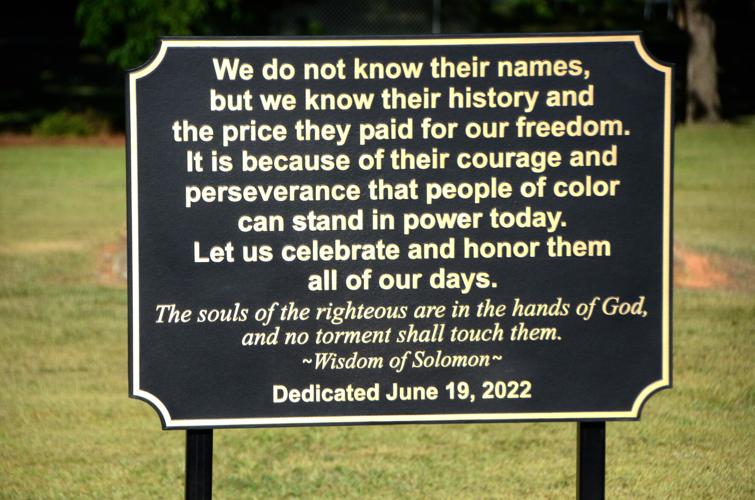 We do not know their names,
but we know their history and
the price they paid for our freedom.
It is because of their courage and
perseverance that people of color
can stand in power today.
Let us celebrate and honor them
all of our days.
The souls of the righteous are in the hands of God,
and no torment shall touch them.
~Wisdom of Solomon~
Dedicated June 19, 2022